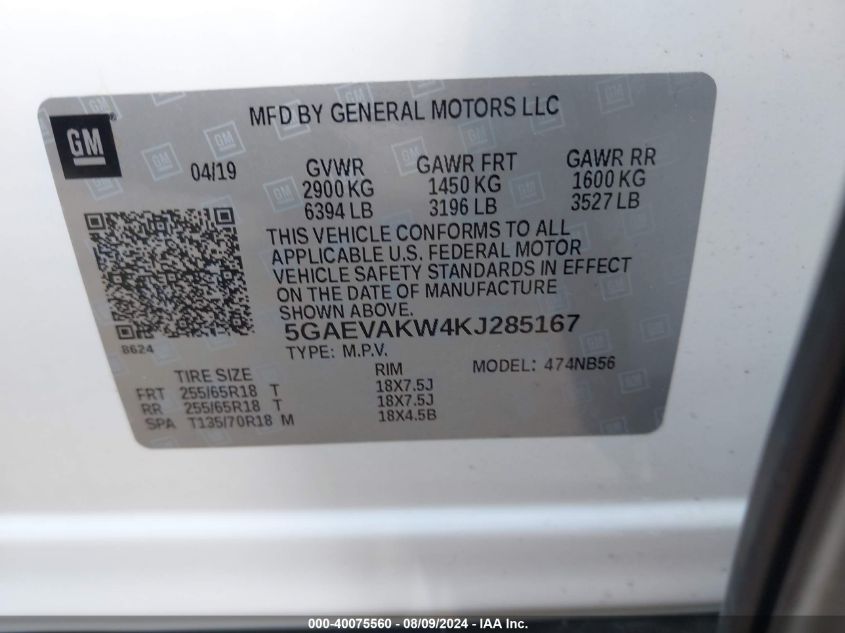 MFD BY GENERAL MOTORS LLC
GM
04/19 GVWR GAWR FRT GAWR RR
2900 KG 1450 KG 1600 KG
6394 LB 3196 LB 3527 LB
THIS VEHICLE CONFORMS TO ALL
APPLICABLE U.S. FEDERAL MOTOR
VEHICLE SAFETY STANDARDS IN EFFECT
ON THE DATE OF MANUFACTURE
SHOWN ABOVE.
5GAEVAKW4KJ285167
8624
TYPE: M.P.V. MODEL: 474NB56
TIRE SIZE RIM
FRT 255/65R18 T 18X7.5J
RR 255/65R18 T 18X7.5J
SPA T135/70R18 M 18X4.5B
000-40075560 - 08/09/2024 - IAA Inc.